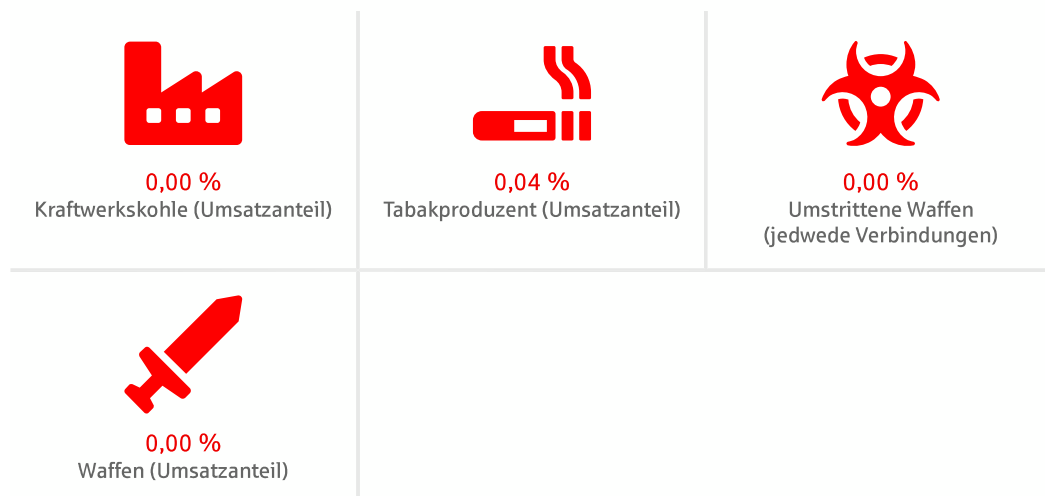 0,00 %
Kraftwerkskohle (Umsatzanteil)
0,04 %
Tabakproduzent (Umsatzanteil)
0,00 %
Umstrittene Waffen
(jedwede Verbindungen)
0,00 %
Waffen (Umsatzanteil)